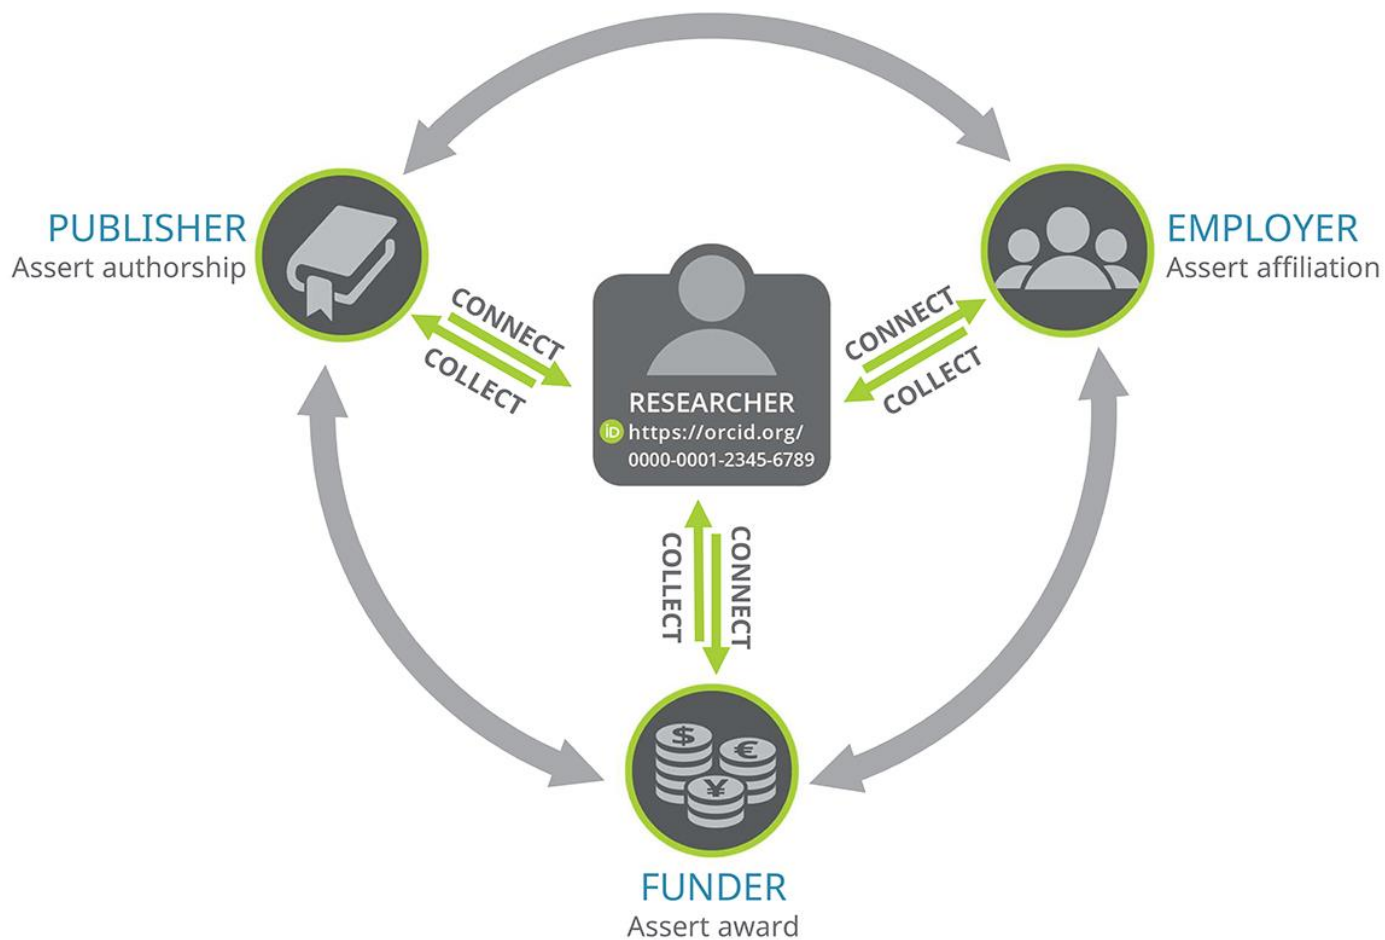 PUBLISHER
Assert authorship
EMPLOYER
Assert affiliation
CONNECT
COLLECT
CONNECT
COLLECT
RESEARCHER
iD https://orcid.org/
0000-0001-2345-6789
COLLECT
CONNECT
$
€
¥
FUNDER
Assert award